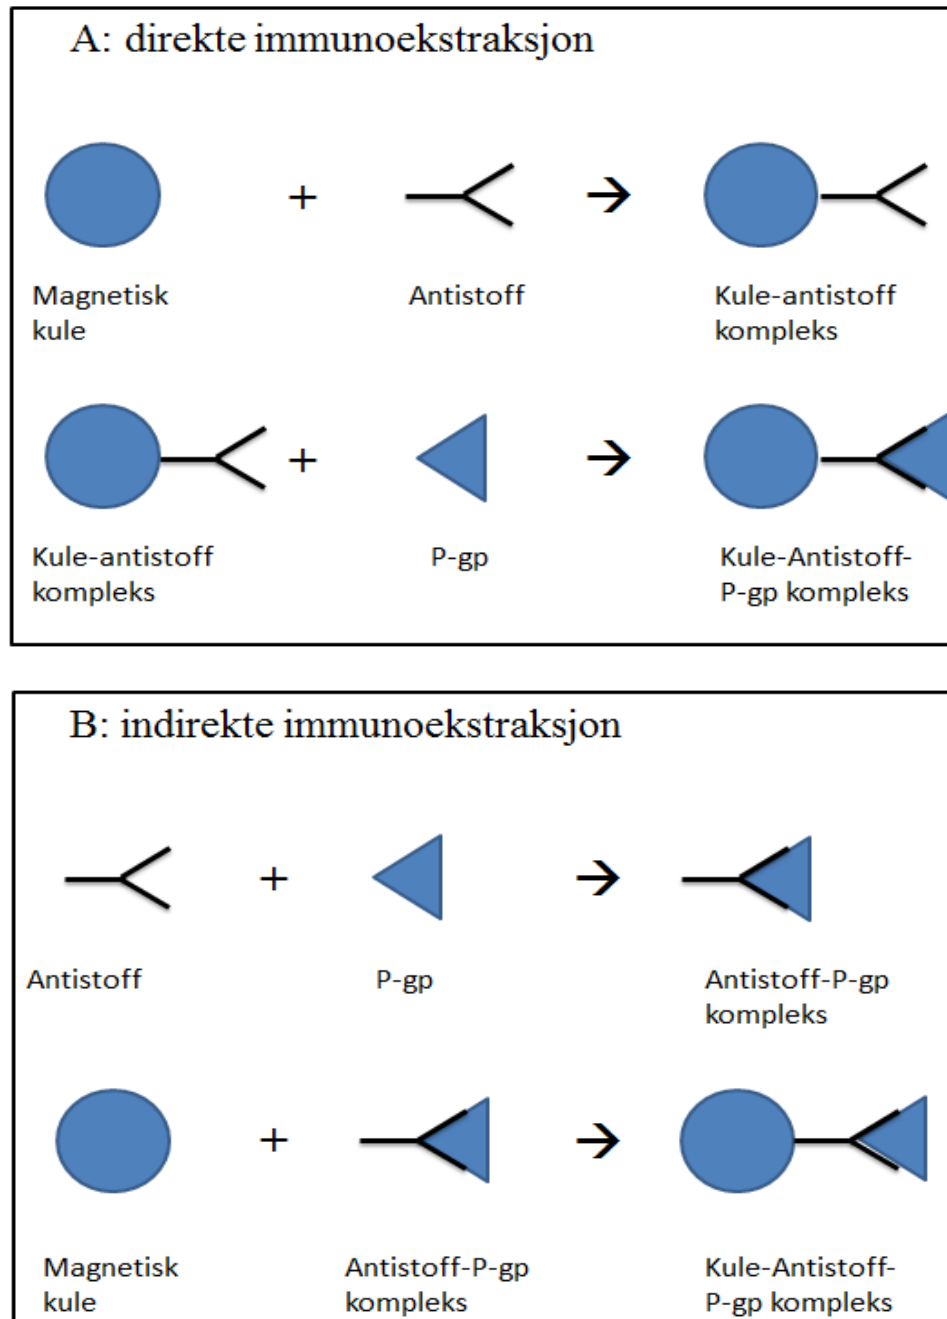 A: direkte immunoekstraksjon
+ →
Magnetisk
kule
Antistoff
Kule-antistoff
kompleks
+ →
Kule-antistoff
kompleks
P-gp
Kule-Antistoff-
P-gp kompleks
B: indirekte immunoekstraksjon
+ →
Antistoff
P-gp
Antistoff-P-gp
kompleks
+ →
Magnetisk
kule
Antistoff-P-gp
kompleks
Kule-Antistoff-
P-gp kompleks